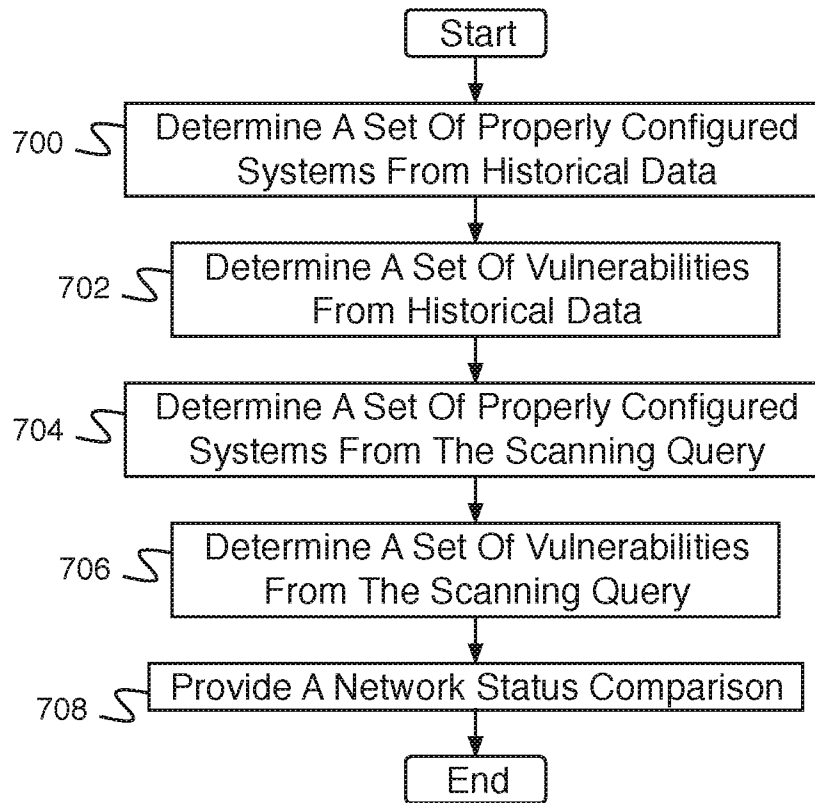 Start
700
Determine A Set Of Properly Configured
Systems From Historical Data
702
Determine A Set Of Vulnerabilities
From Historical Data
704
Determine A Set Of Properly Configured
Systems From The Scanning Query
706
Determine A Set Of Vulnerabilities
From The Scanning Query
708
Provide A Network Status Comparison
End